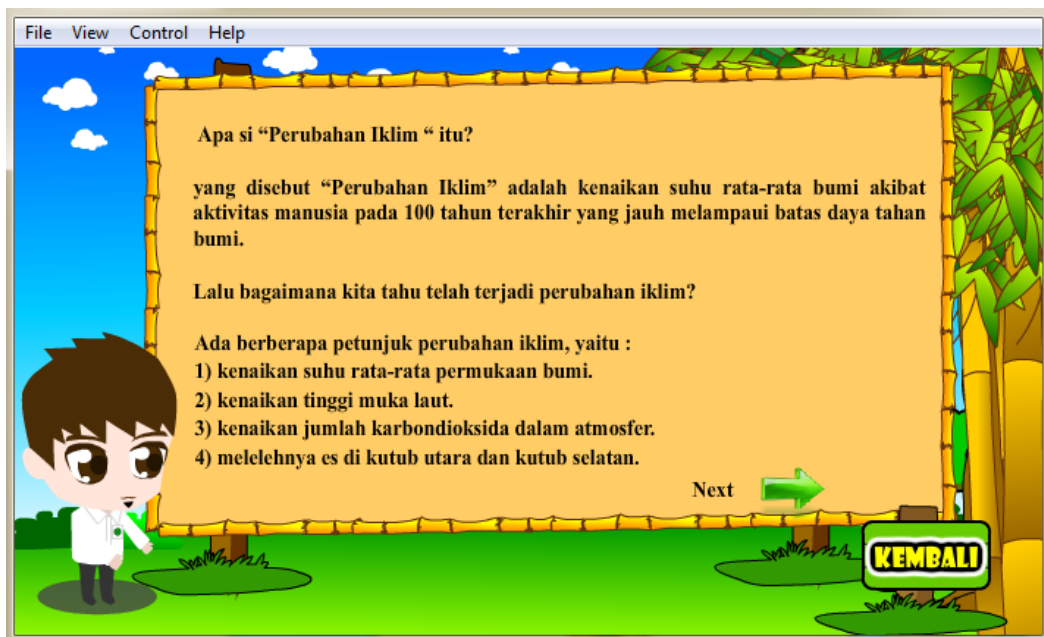 File View Control Help
Apa si “Perubahan Iklim “ itu?
yang disebut “Perubahan Iklim” adalah kenaikan suhu rata-rata bumi akibat
aktivitas manusia pada 100 tahun terakhir yang jauh melampaui batas daya tahan
bumi.
Lalu bagaimana kita tahu telah terjadi perubahan iklim?
Ada berberapa petunjuk perubahan iklim, yaitu :
1) kenaikan suhu rata-rata permukaan bumi.
2) kenaikan tinggi muka laut.
3) kenaikan jumlah karbondioksida dalam atmosfer.
4) melelehnya es di kutub utara dan kutub selatan.
Next
KEMBALI